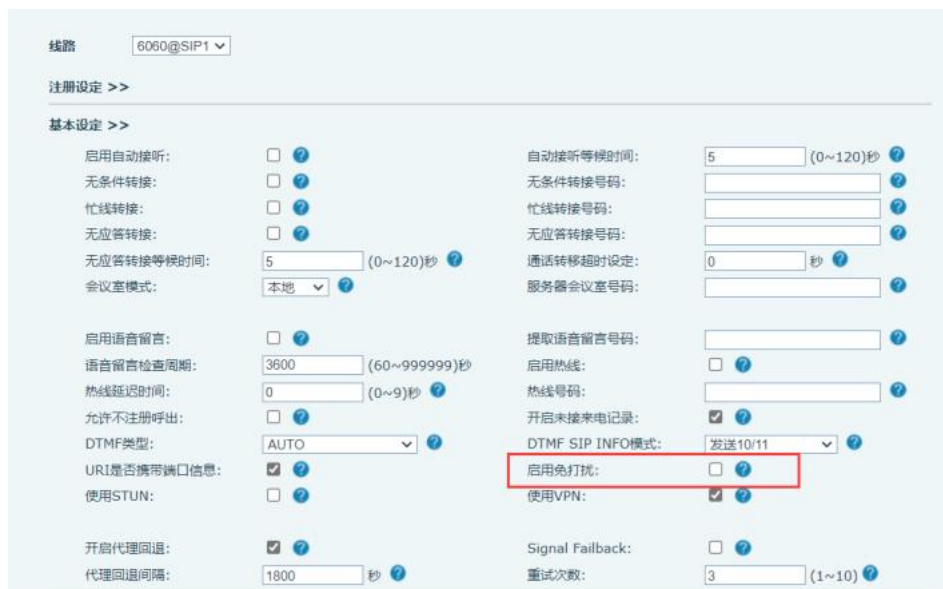 线路 6060@SIP1
注册设定 >>
基本设定 >>
启用自动接听: 自动接听等候时间: 5 (0~120)秒
无条件转接: 无条件转接号码:
忙线转接: 忙线转接号码:
无应答转接: 无应答转接号码:
无应答转接等候时间: 5 (0~120)秒 通话转移超时设定: 0 秒
会议室模式: 本地 服务器会议室号码:
启用语音留言: 提取语音留言号码:
语音留言检查周期: 3600 (60~999999)秒 启用热线:
热线延迟时间: 0 (0~9)秒 热线号码:
允许不注册呼出: 开启未接来电记录:
DTMF类型: AUTO DTMF SIP INFO模式: 发送10/11
URI是否携带端口信息: 启用免打扰:
使用STUN: 使用VPN:
开启代理回退: Signal Failback:
代理回退间隔: 1800 秒 重试次数: 3 (1~10)